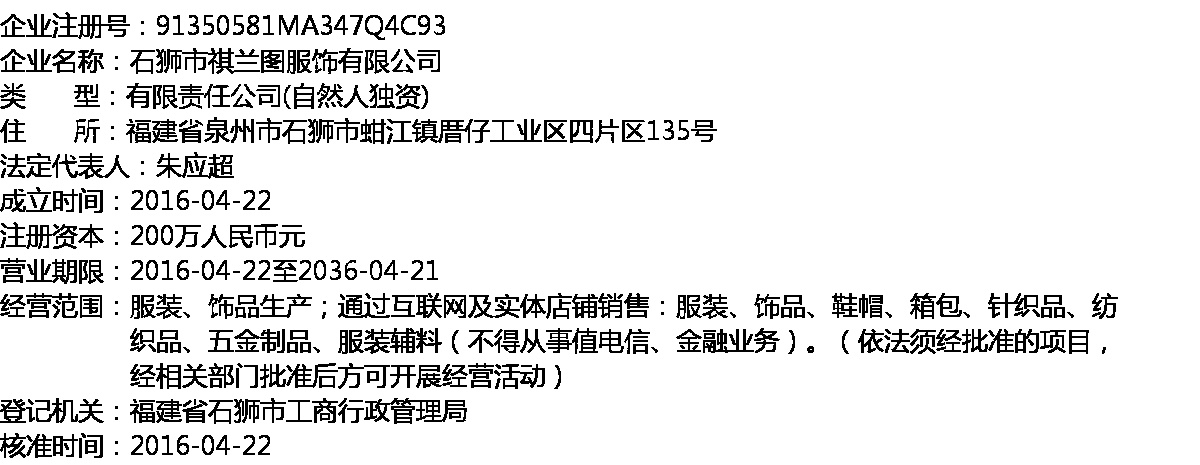 企业注册号：91350581MA347Q4C93
企业名称：石狮市祺兰图服饰有限公司
类　　型：有限责任公司(自然人独资)
住　　所：福建省泉州市石狮市蚶江镇厝仔工业区四片区135号
法定代表人：朱应超
成立时间：2016-04-22
注册资本：200万人民币元
营业期限：2016-04-22至2036-04-21
经营范围：服装、饰品生产；通过互联网及实体店铺销售：服装、饰品、鞋帽、箱包、针织品、纺
织品、五金制品、服装辅料（不得从事值电信、金融业务）。（依法须经批准的项目，
经相关部门批准后方可开展经营活动）
登记机关：福建省石狮市工商行政管理局
核准时间：2016-04-22